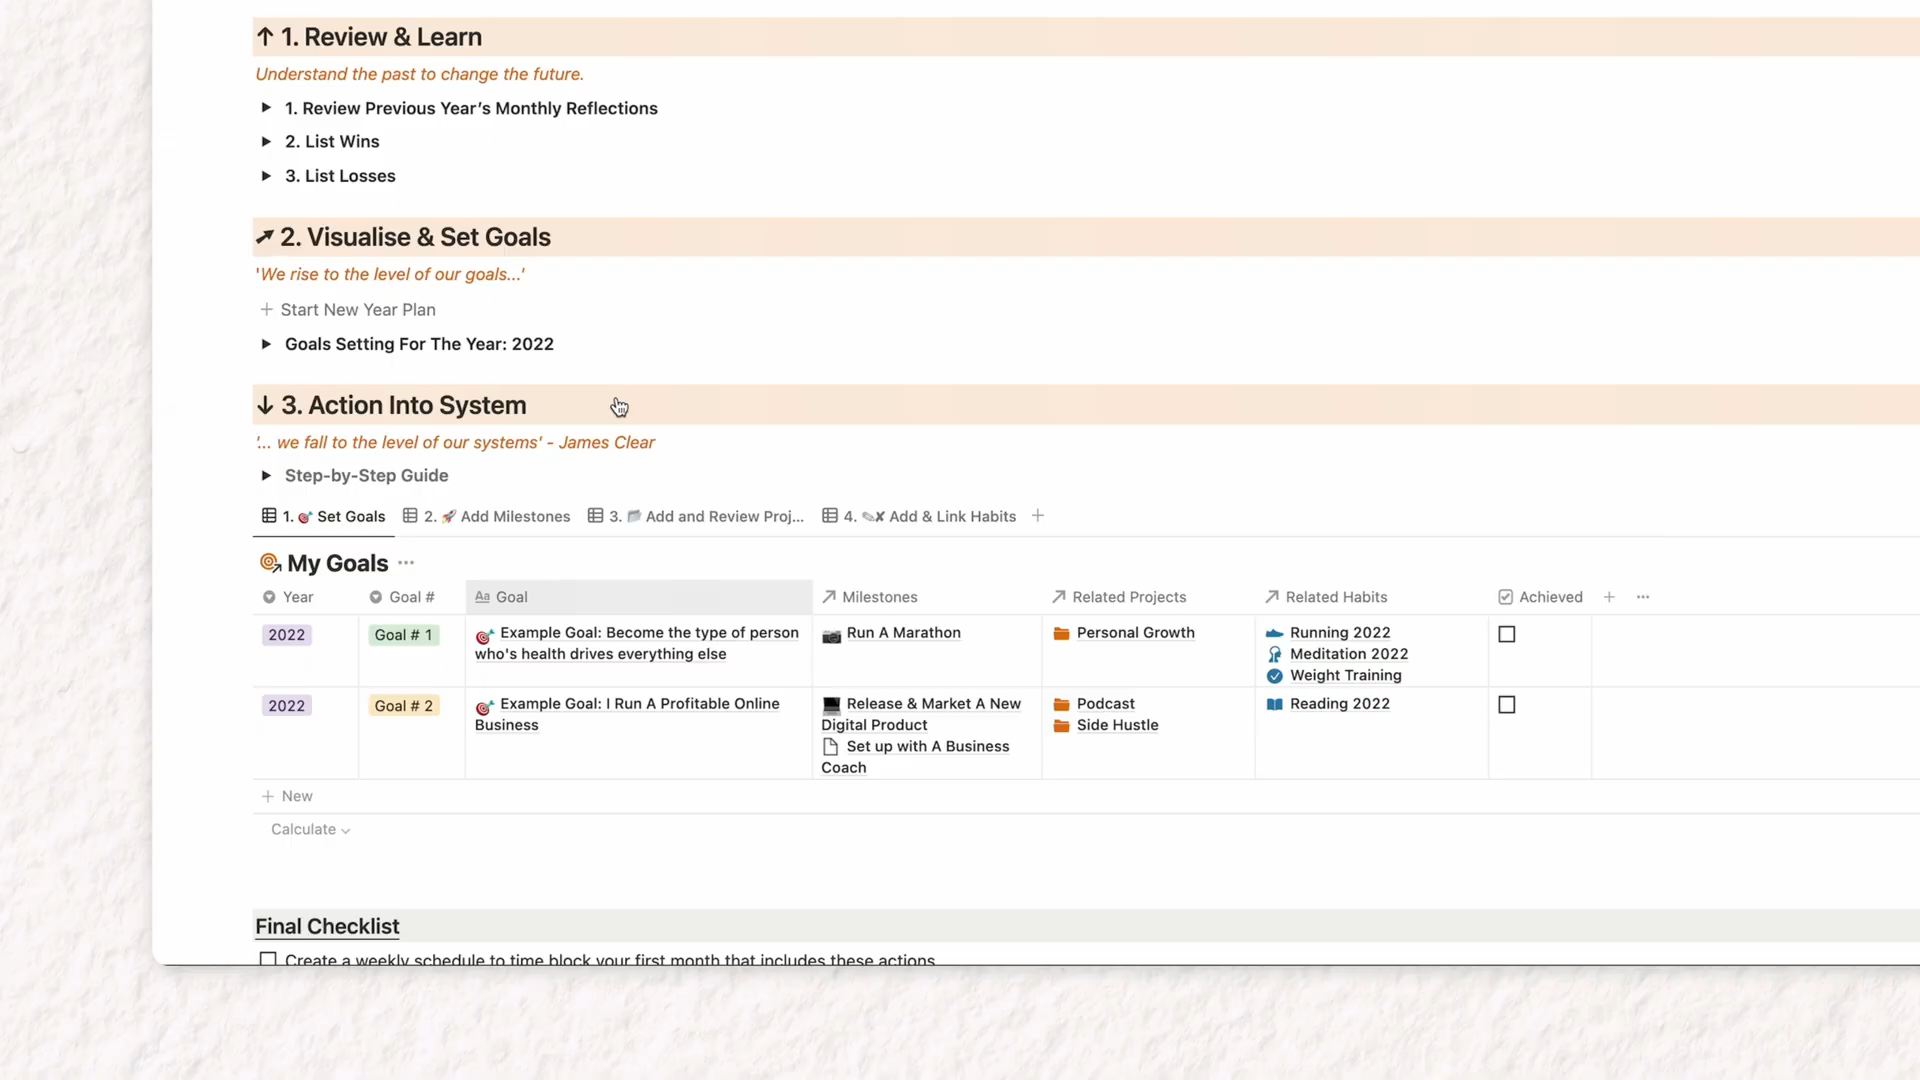 ↑ 1. Review & Learn
Understand the past to change the future.
1. Review Previous Year's Monthly Reflections
2. List Wins
3. List Losses
2. Visualise & Set Goals
'We rise to the level of our goals...'
+ Start New Year Plan
Goals Setting For The Year: 2022
↓ 3. Action Into System
'... we fall to the level of our systems' - James Clear
Step-by-Step Guide
1. 🎯 Set Goals 2. 🚀 Add Milestones 3. Add and Review Proj... 4. Add & Link Habits +
My Goals ...
Year Goal # Aa Goal Milestones Related Projects Related Habits Achieved + ...
2022 Goal # 1 🎯 Example Goal: Become the type of person Run A Marathon Personal Growth Running 2022
who's health drives everything else Meditation 2022
Weight Training
2022 Goal # 2 🎯 Example Goal: I Run A Profitable Online Release & Market A New Podcast Reading 2022
Business Digital Product Side Hustle
Set up with A Business
Coach
+ New
Calculate
Final Checklist
Create a weekly schedule to time block your first month that includes these actions